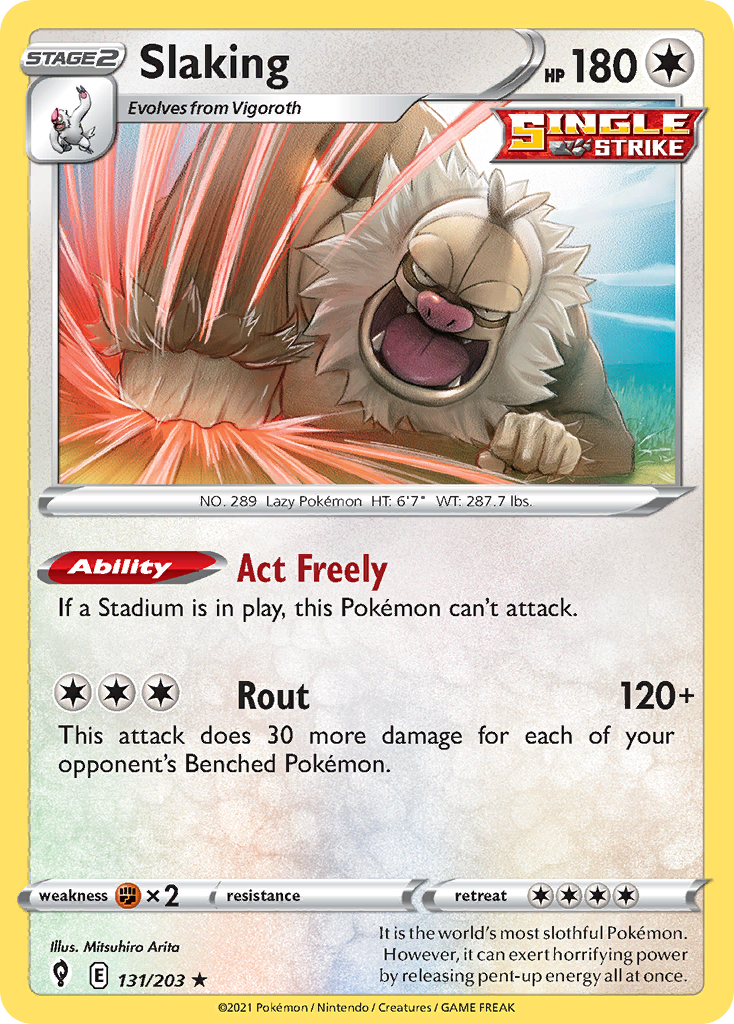 STAGE 2
Slaking
HP 180
Evolves from Vigoroth
SINGLE
STRIKE
NO. 289 Lazy Pokémon HT: 6'7" WT: 287.7 lbs.
Ability Act Freely
If a Stadium is in play, this Pokémon can't attack.
Rout 120+
This attack does 30 more damage for each of your
opponent's Benched Pokémon.
weakness ×2 resistance retreat
Illus. Mitsuhiro Arita
E 131/203 ★
It is the world's most slothful Pokémon.
However, it can exert horrifying power
by releasing pent-up energy all at once.
©2021 Pokémon / Nintendo / Creatures / GAME FREAK